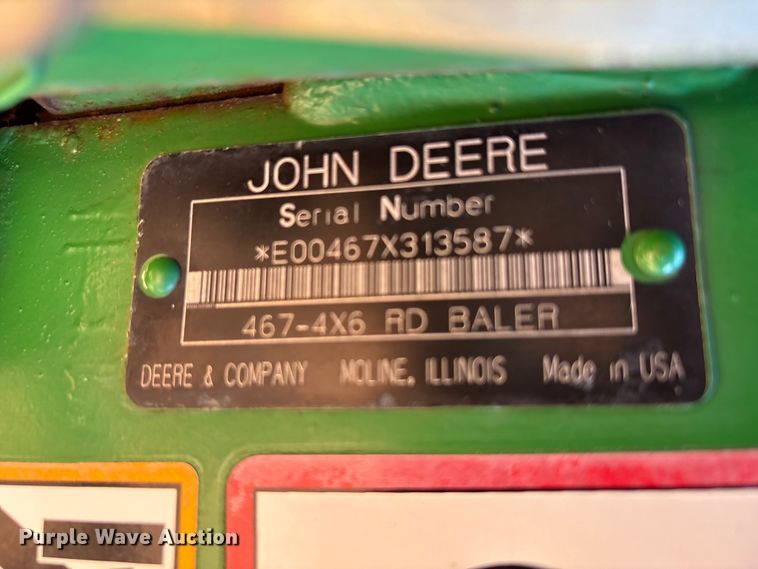 JOHN DEERE
Serial Number
*E00467X313587*
467-4X6 RD BALER
DEERE & COMPANY MOLINE, ILLINOIS Made in USA
Purple Wave Auction